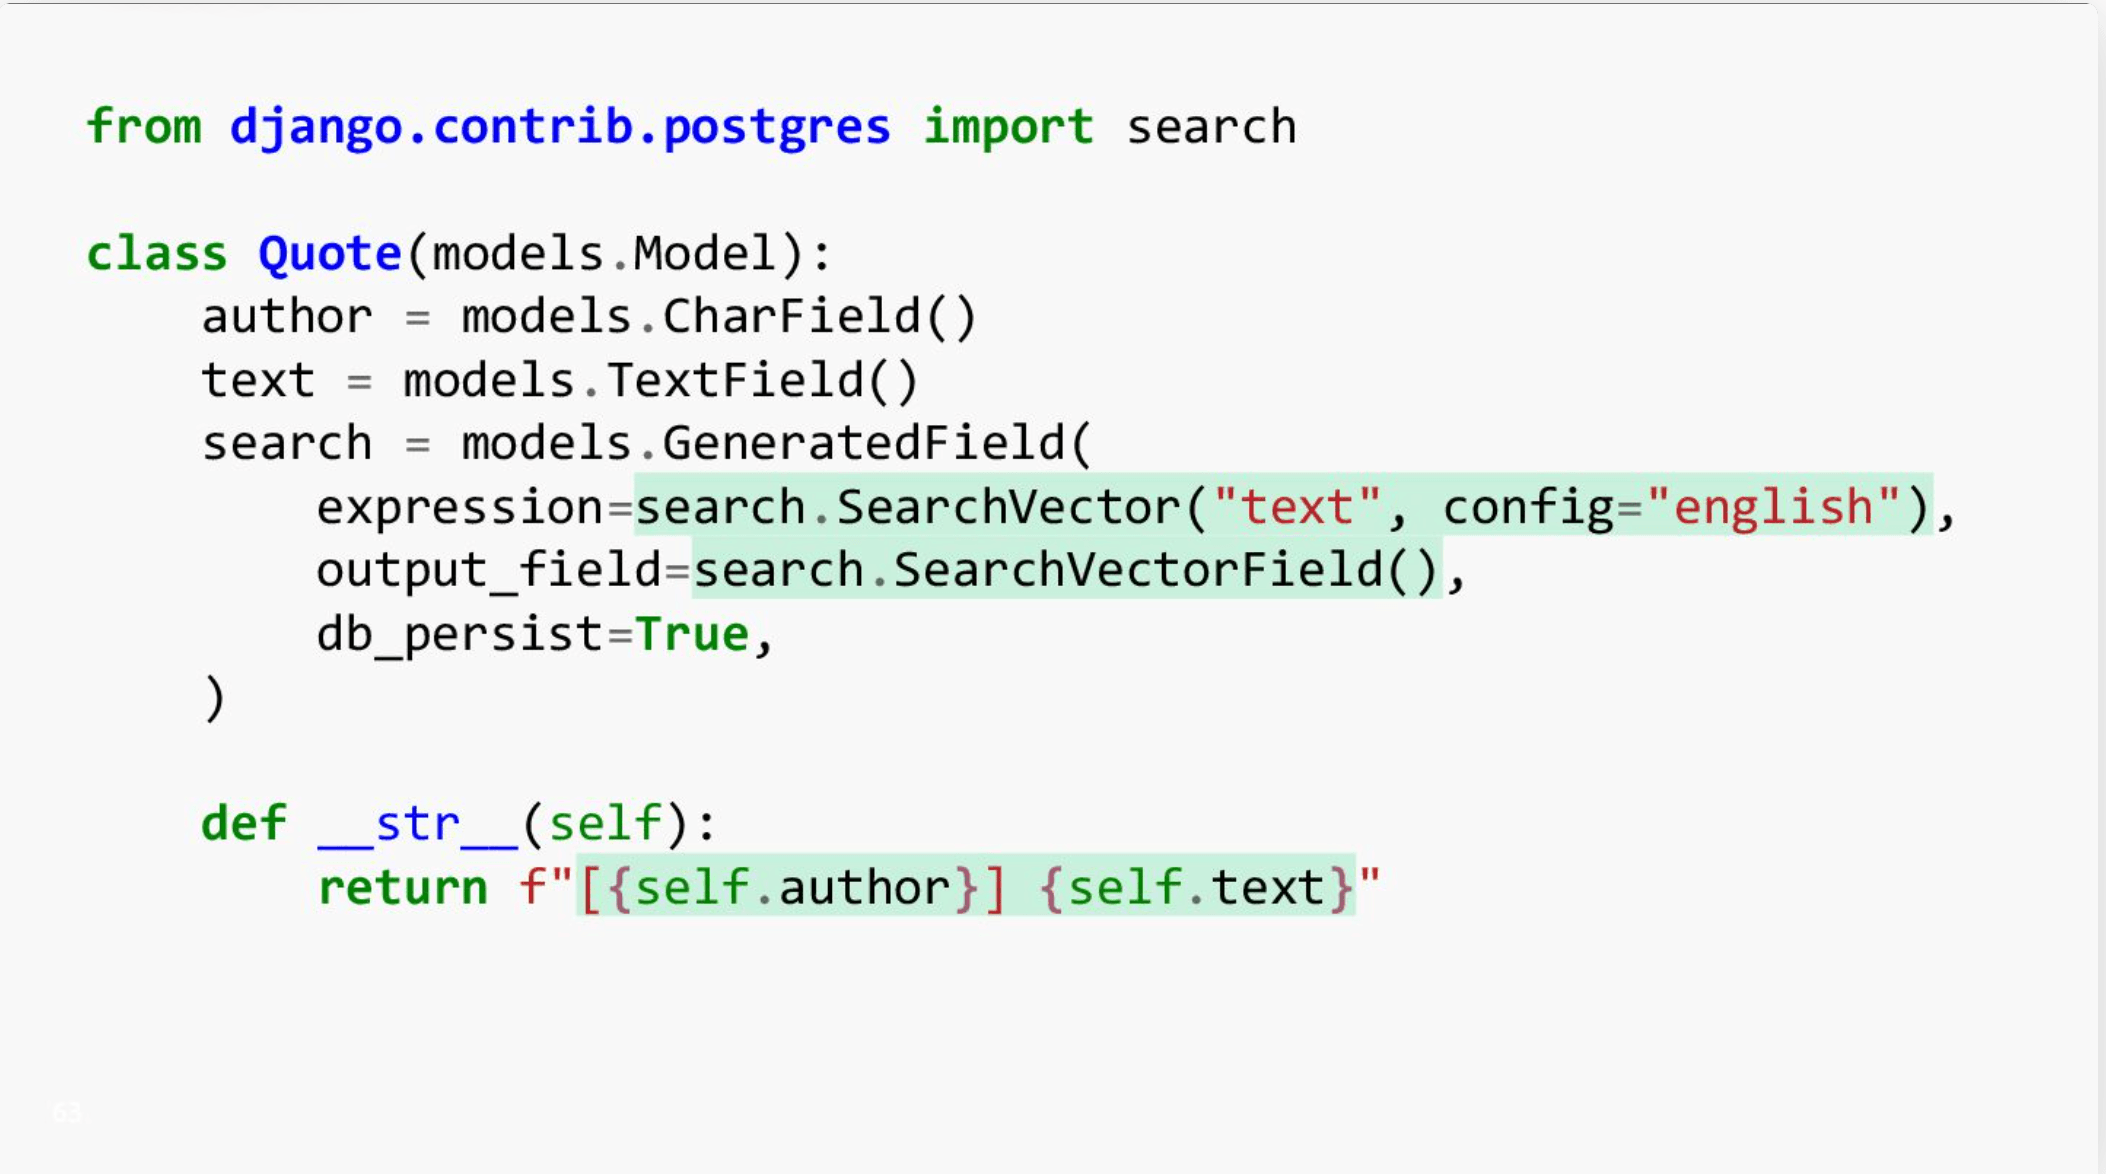 from django.contrib.postgres import search

class Quote(models.Model):
    author = models.CharField()
    text = models.TextField()
    search = models.GeneratedField(
        expression=search.SearchVector("text", config="english"),
        output_field=search.SearchVectorField(),
        db_persist=True,
    )

    def __str__(self):
        return f"[{self.author}] {self.text}"
63